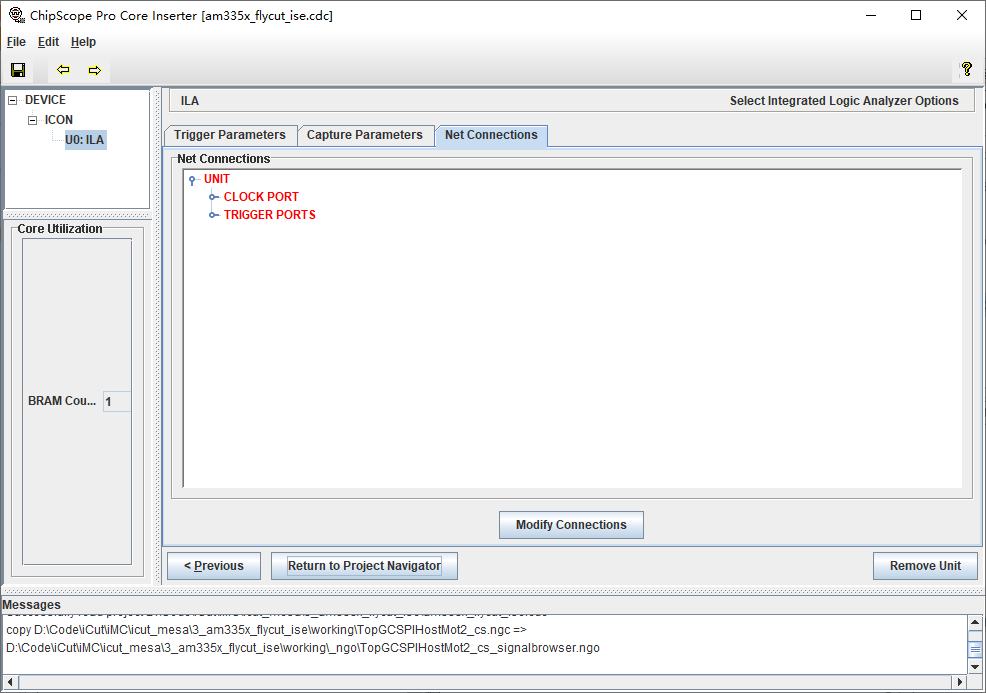 ChipScope Pro Core Inserter [am335x_flycut_ise.cdc]
File Edit Help
DEVICE
ICON
U0: ILA
ILA
Select Integrated Logic Analyzer Options
Trigger Parameters
Capture Parameters
Net Connections
Net Connections
UNIT
CLOCK PORT
TRIGGER PORTS
Core Utilization
BRAM Cou... 1
Modify Connections
< Previous
Return to Project Navigator
Remove Unit
Messages
copy D:\Code\iCut\iMC\icut_mesa\3_am335x_flycut_ise\working\TopGCSPIHostMot2_cs.ngc =>
D:\Code\iCut\iMC\icut_mesa\3_am335x_flycut_ise\working\_ngo\TopGCSPIHostMot2_cs_signalbrowser.ngo